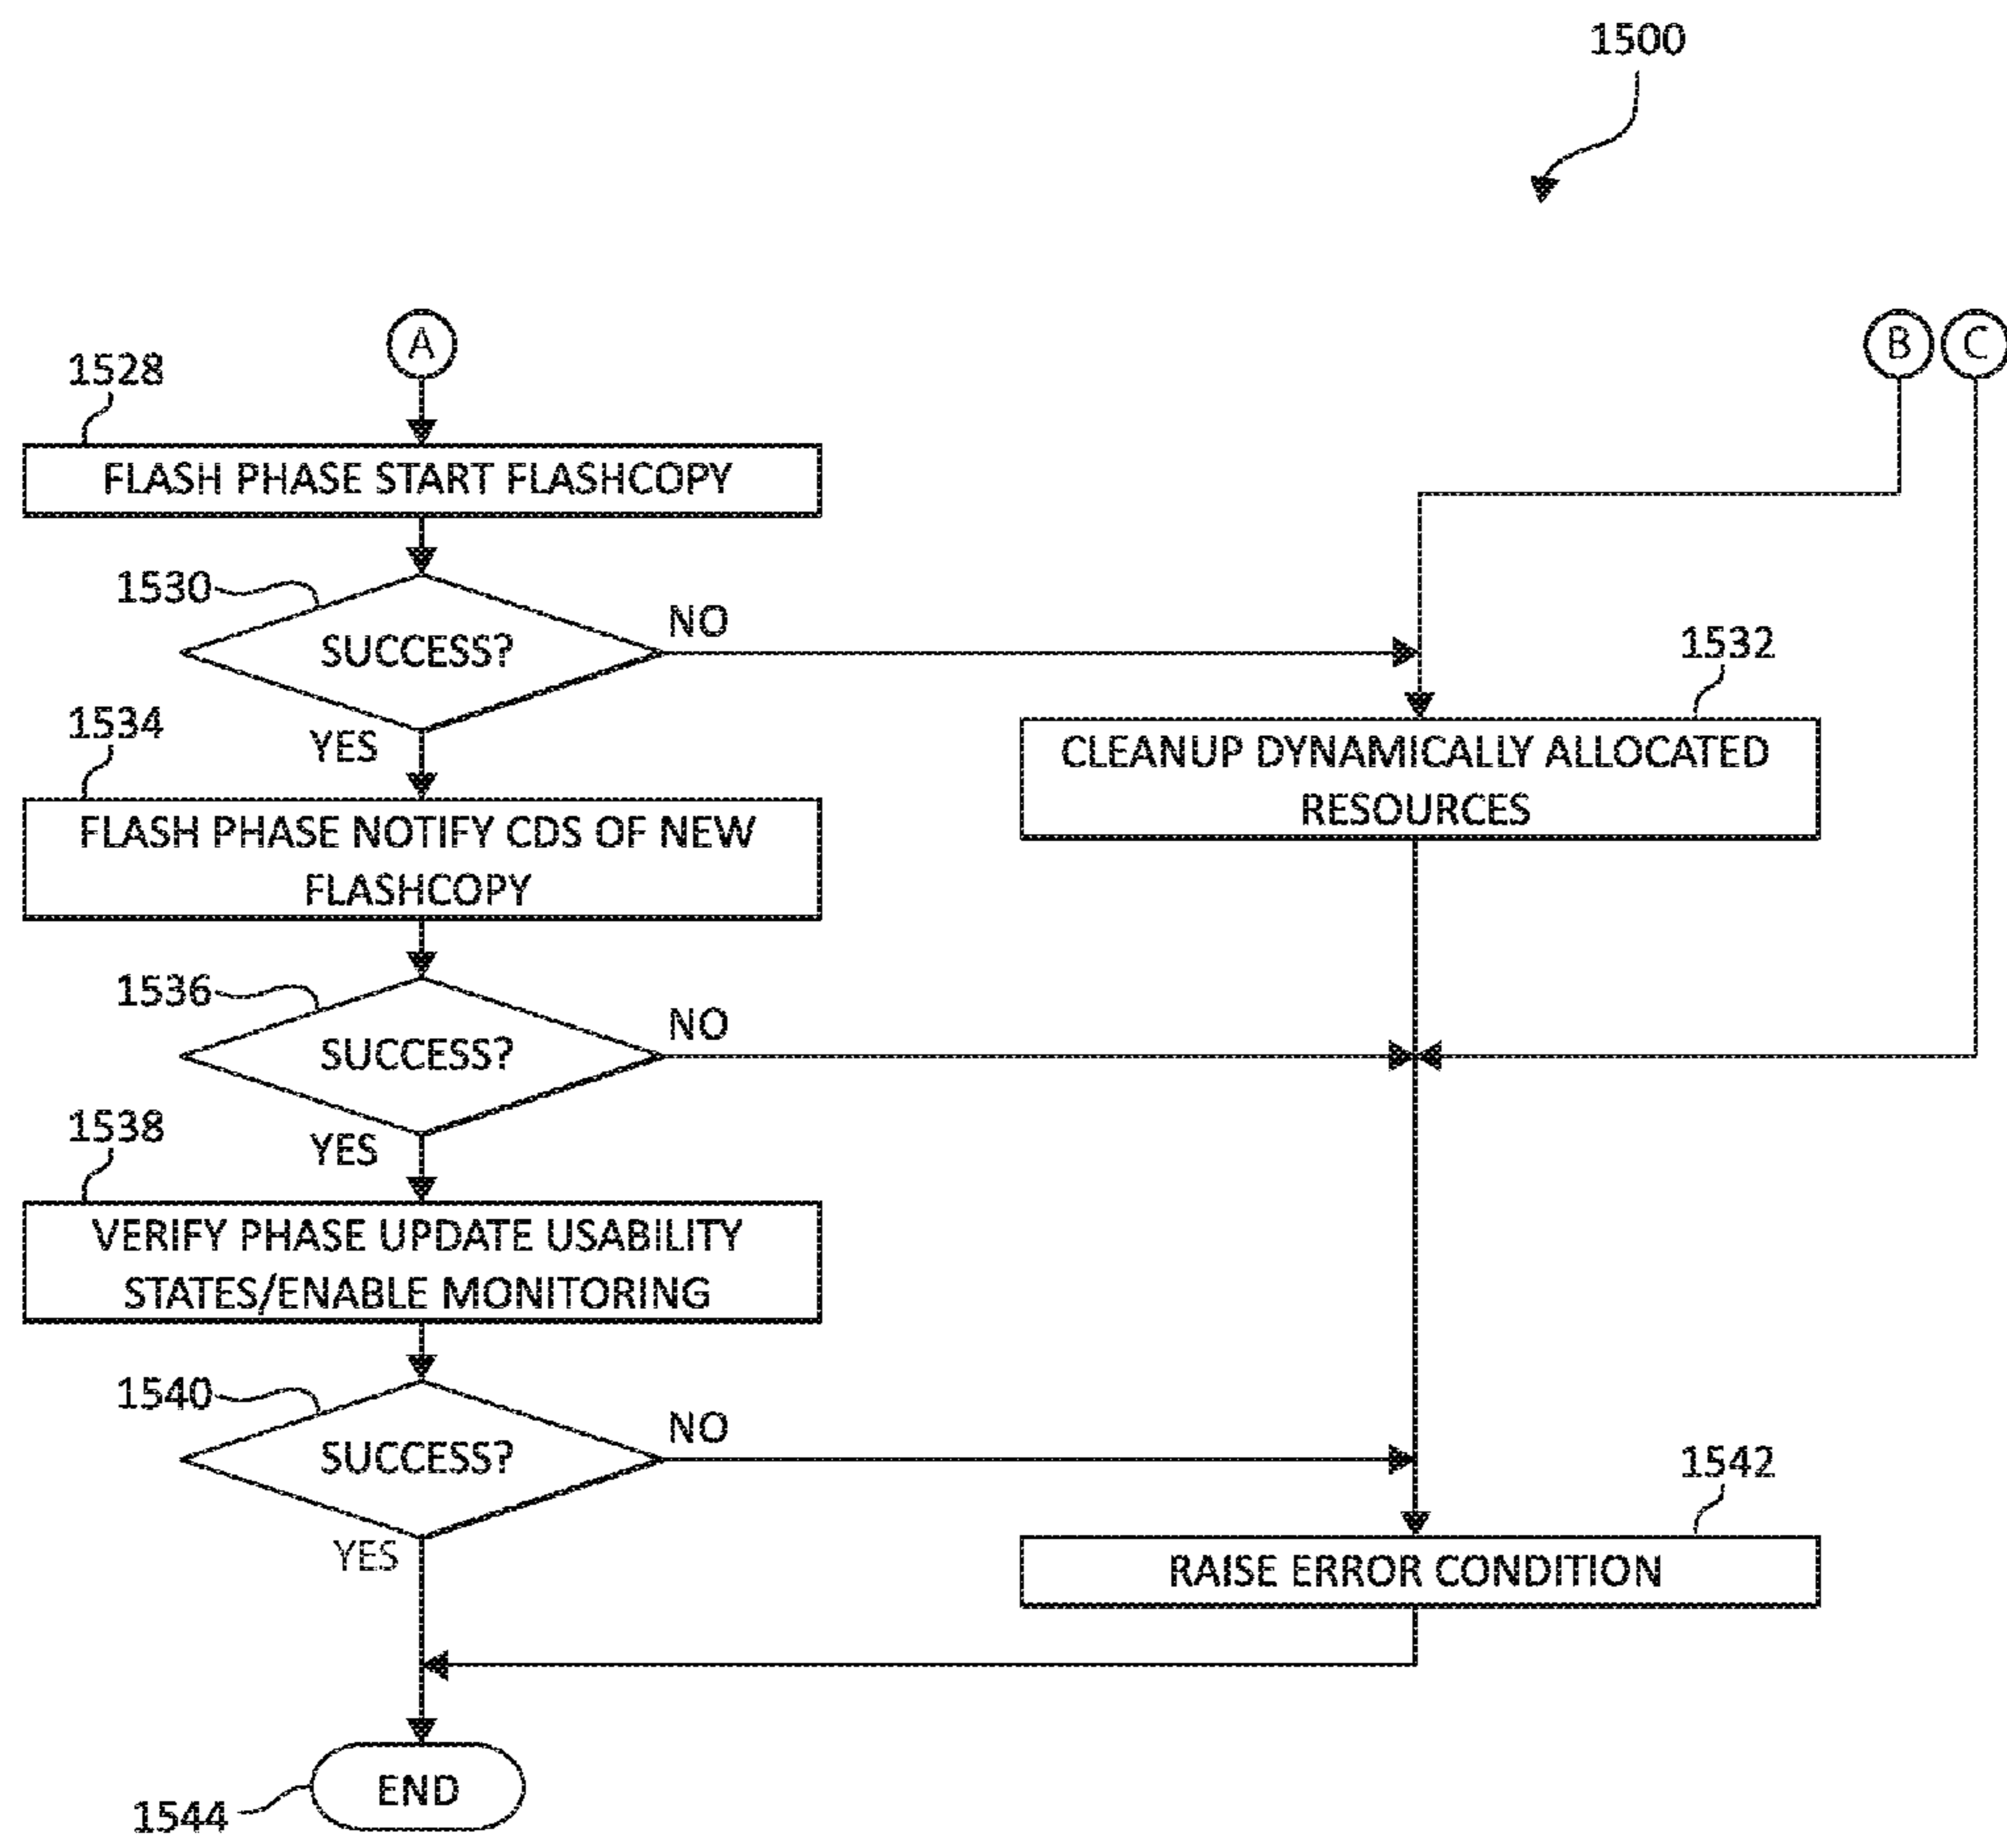 1500
A
B
C
1528
FLASH PHASE START FLASHCOPY
1530
SUCCESS?
NO
1532
YES
1534
CLEANUP DYNAMICALLY ALLOCATED
RESOURCES
FLASH PHASE NOTIFY CDS OF NEW
FLASHCOPY
1536
SUCCESS?
NO
YES
1538
VERIFY PHASE UPDATE USABILITY
STATES/ENABLE MONITORING
1540
SUCCESS?
NO
1542
YES
RAISE ERROR CONDITION
END
1544